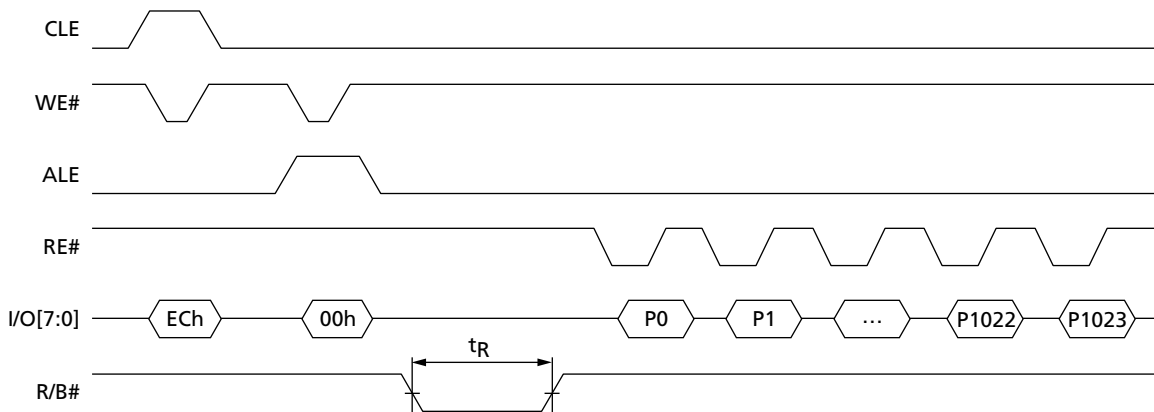 CLE
WE#
ALE
RE#
I/O[7:0] ECh 00h P0 P1 ... P1022 P1023
tR
R/B#